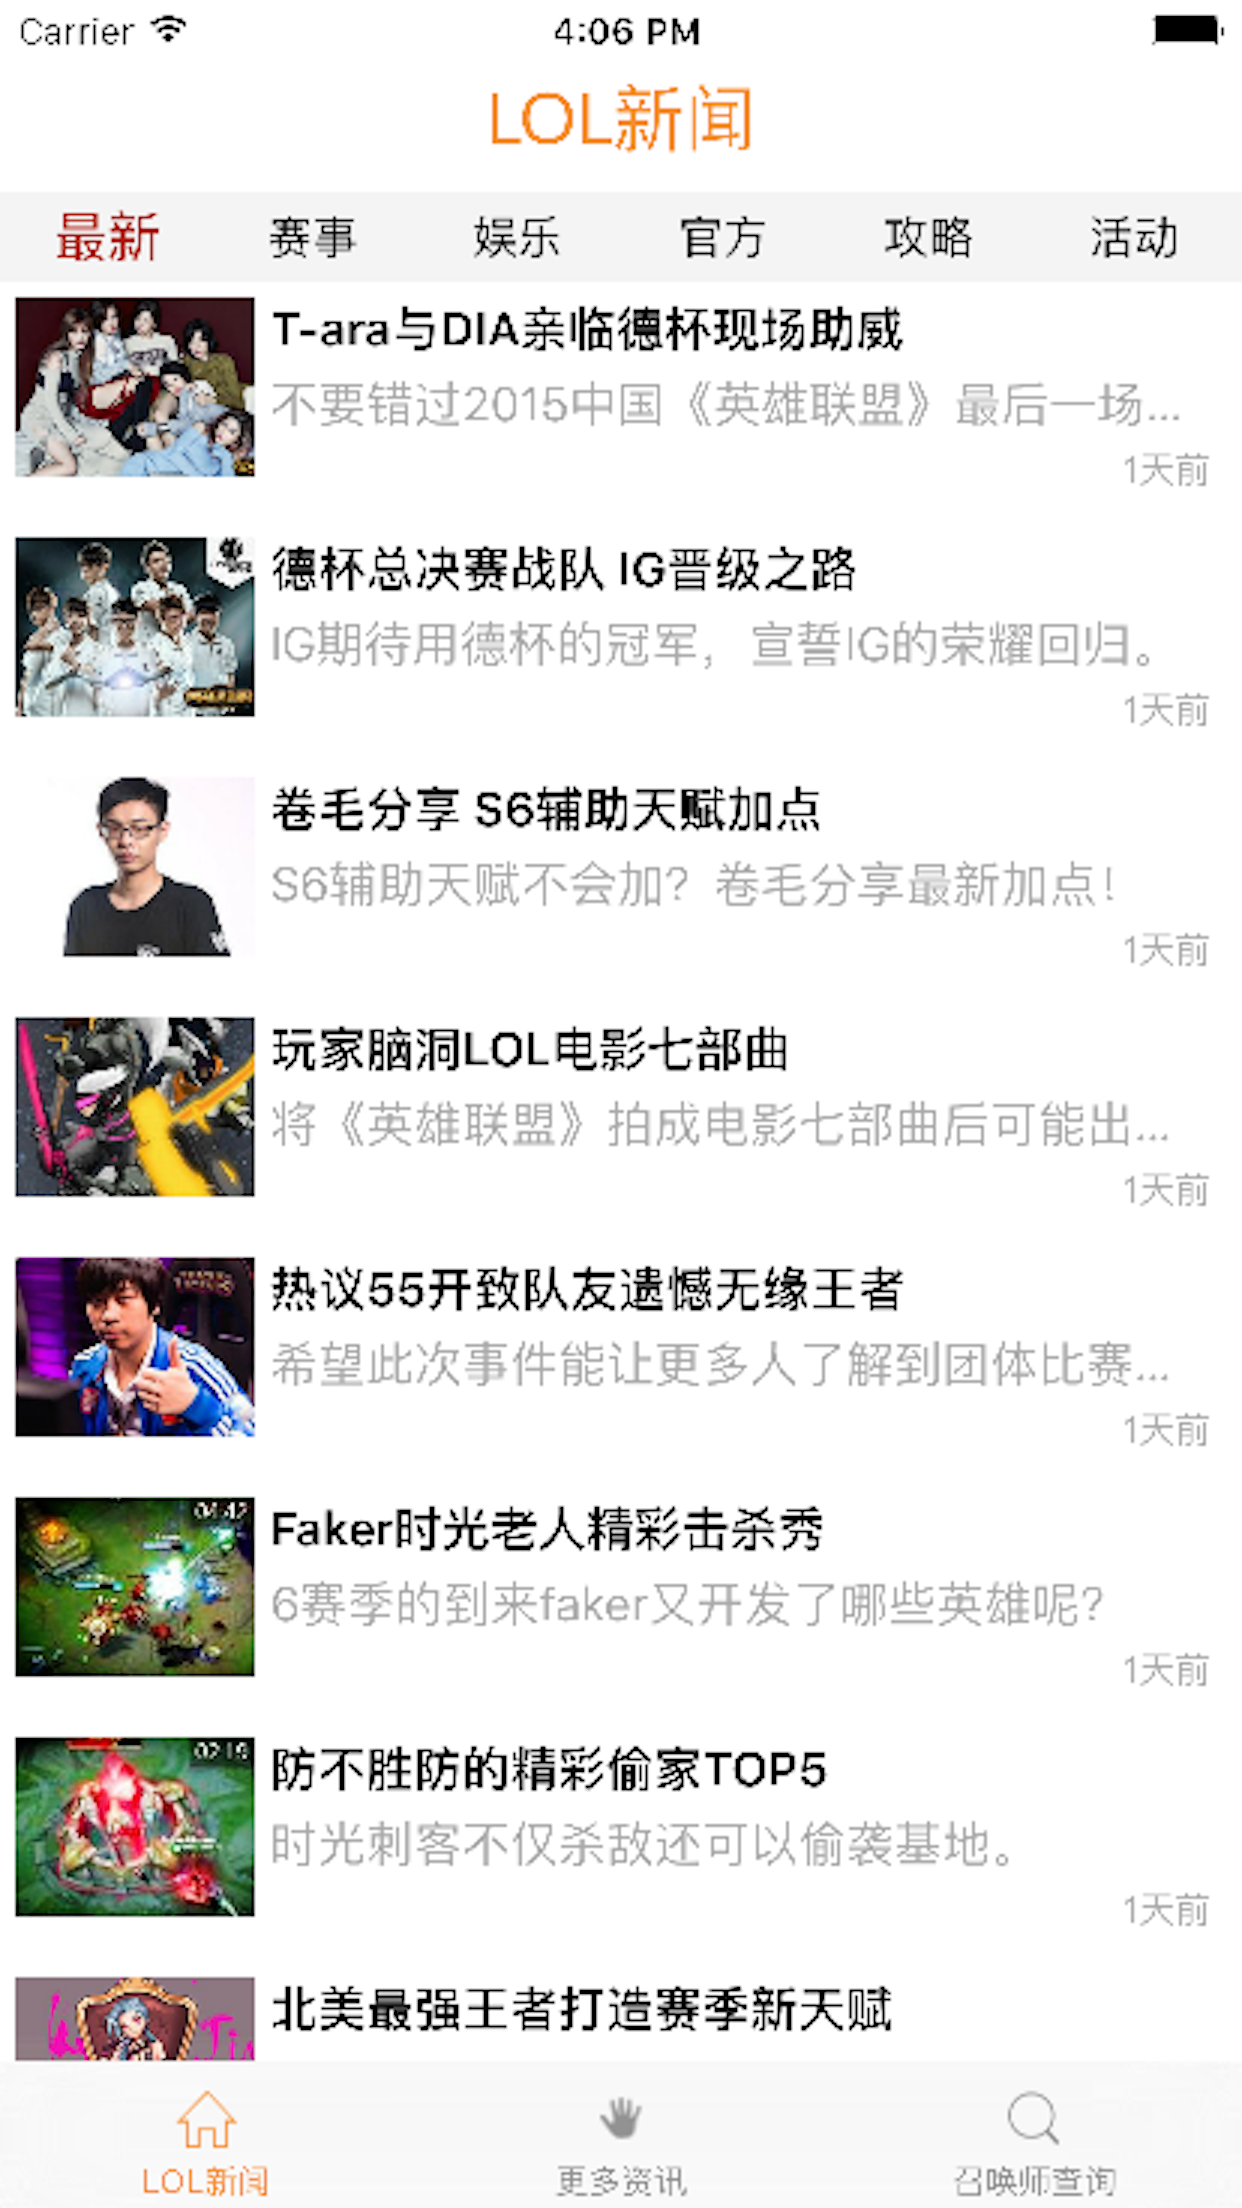 Carrier
4:06 PM
LOL新闻
最新 赛事 娱乐 官方 攻略 活动
T-ara与DIA亲临德杯现场助威
不要错过2015中国《英雄联盟》最后一场...
1天前
德杯总决赛战队 IG晋级之路
IG期待用德杯的冠军，宣誓IG的荣耀回归。
1天前
卷毛分享 S6辅助天赋加点
S6辅助天赋不会加？卷毛分享最新加点！
1天前
玩家脑洞LOL电影七部曲
将《英雄联盟》拍成电影七部曲后可能出...
1天前
热议55开致队友遗憾无缘王者
希望此次事件能让更多人了解到团体比赛...
1天前
04:42
Faker时光老人精彩击杀秀
6赛季的到来faker又开发了哪些英雄呢？
1天前
防不胜防的精彩偷家TOP5
时光刺客不仅杀敌还可以偷袭基地。
1天前
北美最强王者打造赛季新天赋
LOL新闻
更多资讯
召唤师查询